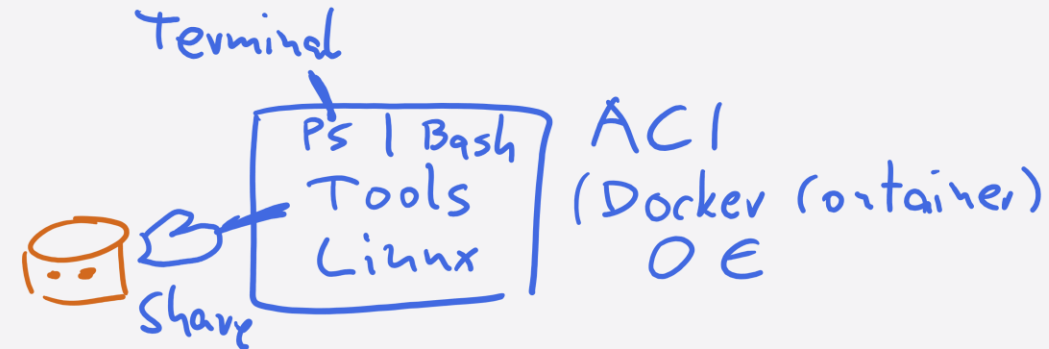 Terminal
PS | Bash
Tools
Linux
ACI
(Docker Container)
0 €
Share